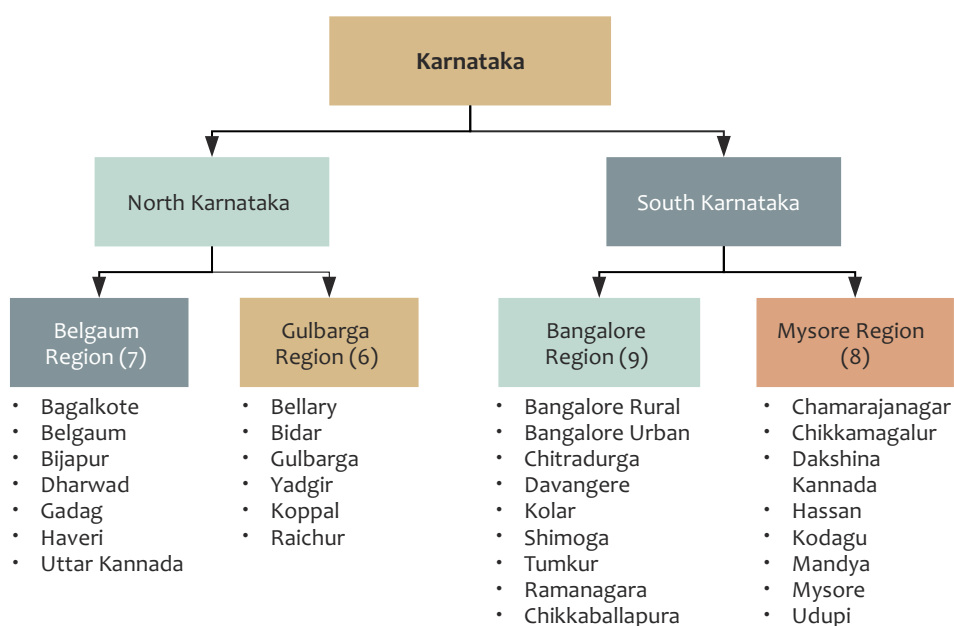 Karnataka
North Karnataka
South Karnataka
Belgaum
Region (7)
Gulbarga
Region (6)
Bangalore
Region (9)
Mysore Region
(8)
• Bagalkote
• Belgaum
• Bijapur
• Dharwad
• Gadag
• Haveri
• Uttar Kannada
• Bellary
• Bidar
• Gulbarga
• Yadgir
• Koppal
• Raichur
• Bangalore Rural
• Bangalore Urban
• Chitradurga
• Davangere
• Kolar
• Shimoga
• Tumkur
• Ramanagara
• Chikkaballapura
• Chamarajanagar
• Chikkamagalur
• Dakshina
Kannada
• Hassan
• Kodagu
• Mandya
• Mysore
• Udupi